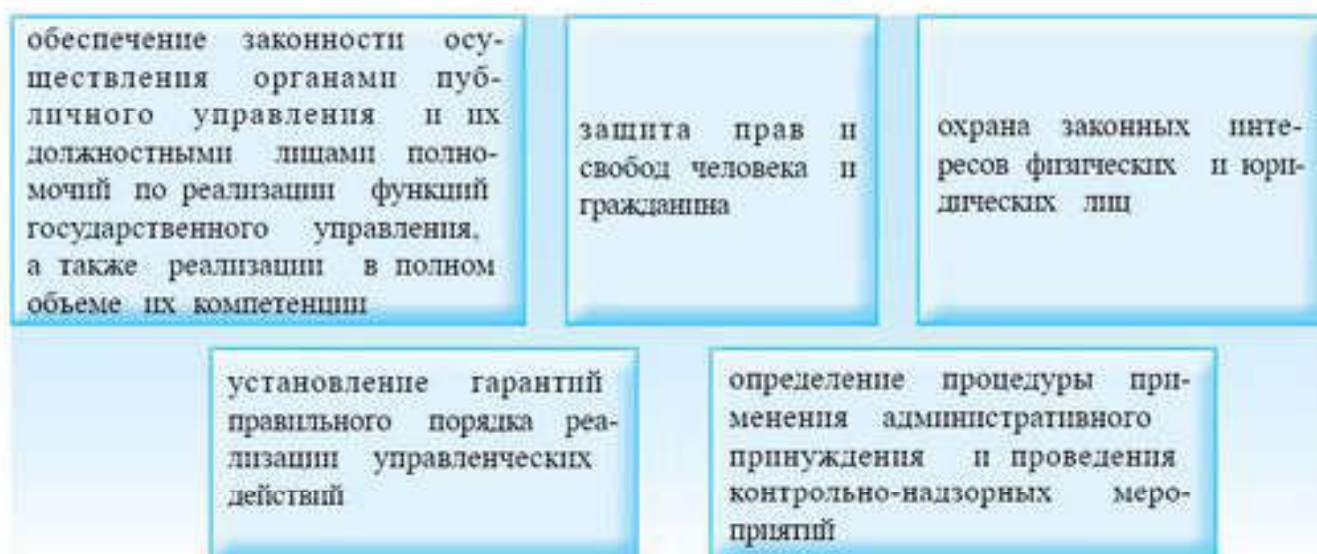 обеспечение законности осу-
ществления органами пуб-
личного управления и их
должностными лицами полно-
мочий по реализации функций
государственного управления,
а также реализации в полном
объеме их компетенции
защита прав и
свобод человека и
гражданина
охрана законных инте-
ресов физических и юри-
дических лиц
установление гарантий
правильного порядка реа-
лизации управленческих
действий
определение процедуры при-
менения административного
принуждения и проведения
контрольно-надзорных меро-
приятий